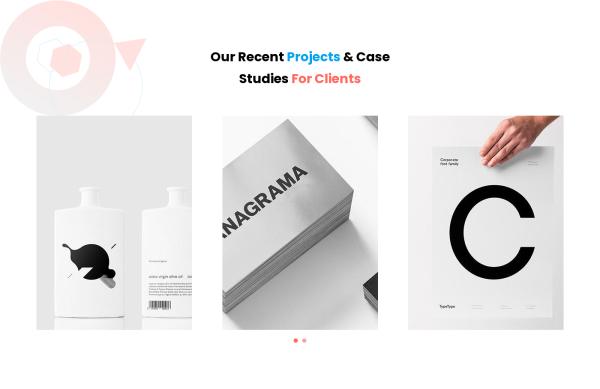 Our Recent Projects & Case
Studies For Clients
extra virgin olive oil
ANAGRAMA
Corporate
font family
C
TypeType